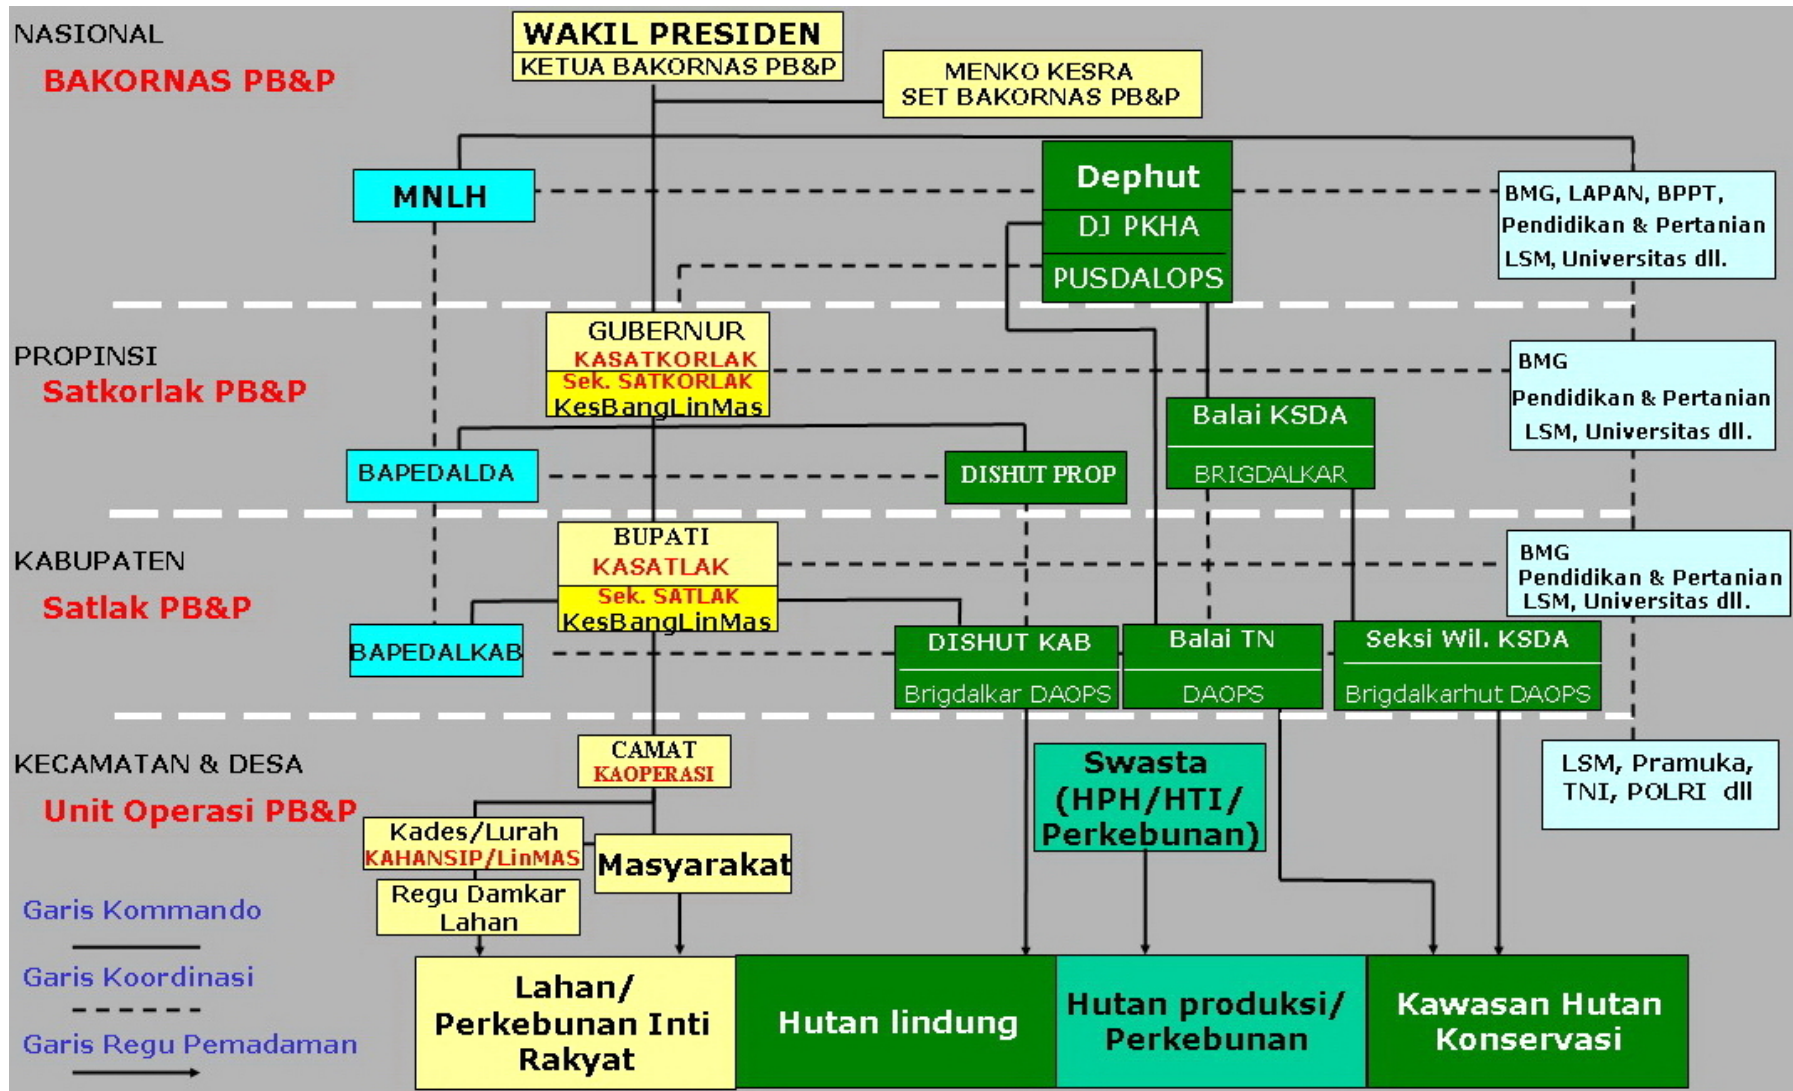 NASIONAL
BAKORNAS PB&P
WAKIL PRESIDEN
KETUA BAKORNAS PB&P
MENKO KESRA
SET BAKORNAS PB&P
MNLH
Dephut
DJ PKHA
PUSDALOPS
BMG, LAPAN, BPPT,
Pendidikan & Pertanian
LSM, Universitas dll.
PROPINSI
Satkorlak PB&P
GUBERNUR
KASATKORLAK
Sek. SATKORLAK
KesBangLinMas
BMG
Pendidikan & Pertanian
LSM, Universitas dll.
Balai KSDA
BRIGDALKAR
BAPEDALDA
DISHUT PROP
KABUPATEN
Satlak PB&P
BUPATI
KASATLAK
Sek. SATLAK
KesBangLinMas
BMG
Pendidikan & Pertanian
LSM, Universitas dll.
BAPEDALKAB
DISHUT KAB
Brigdalkar DAOPS
Balai TN
DAOPS
Seksi Wil. KSDA
Brigdalkarhut DAOPS
KECAMATAN & DESA
Unit Operasi PB&P
CAMAT
KAOPERASI
Swasta
(HPH/HTI/
Perkebunan)
LSM, Pramuka,
TNI, POLRI dll
Kades/Lurah
KAHANSIP/LinMAS
Masyarakat
Regu Damkar
Lahan
Garis Kommando
Garis Koordinasi
Garis Regu Pemadaman
Lahan/
Perkebunan Inti
Rakyat
Hutan lindung
Hutan produksi/
Perkebunan
Kawasan Hutan
Konservasi